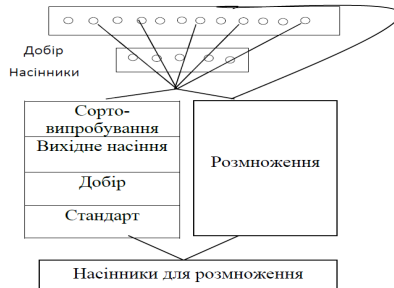 Добір
Насінники
Сорто-
випробування
Вихідне насіння
Розмноження
Добір
Стандарт
Насінники для розмноження